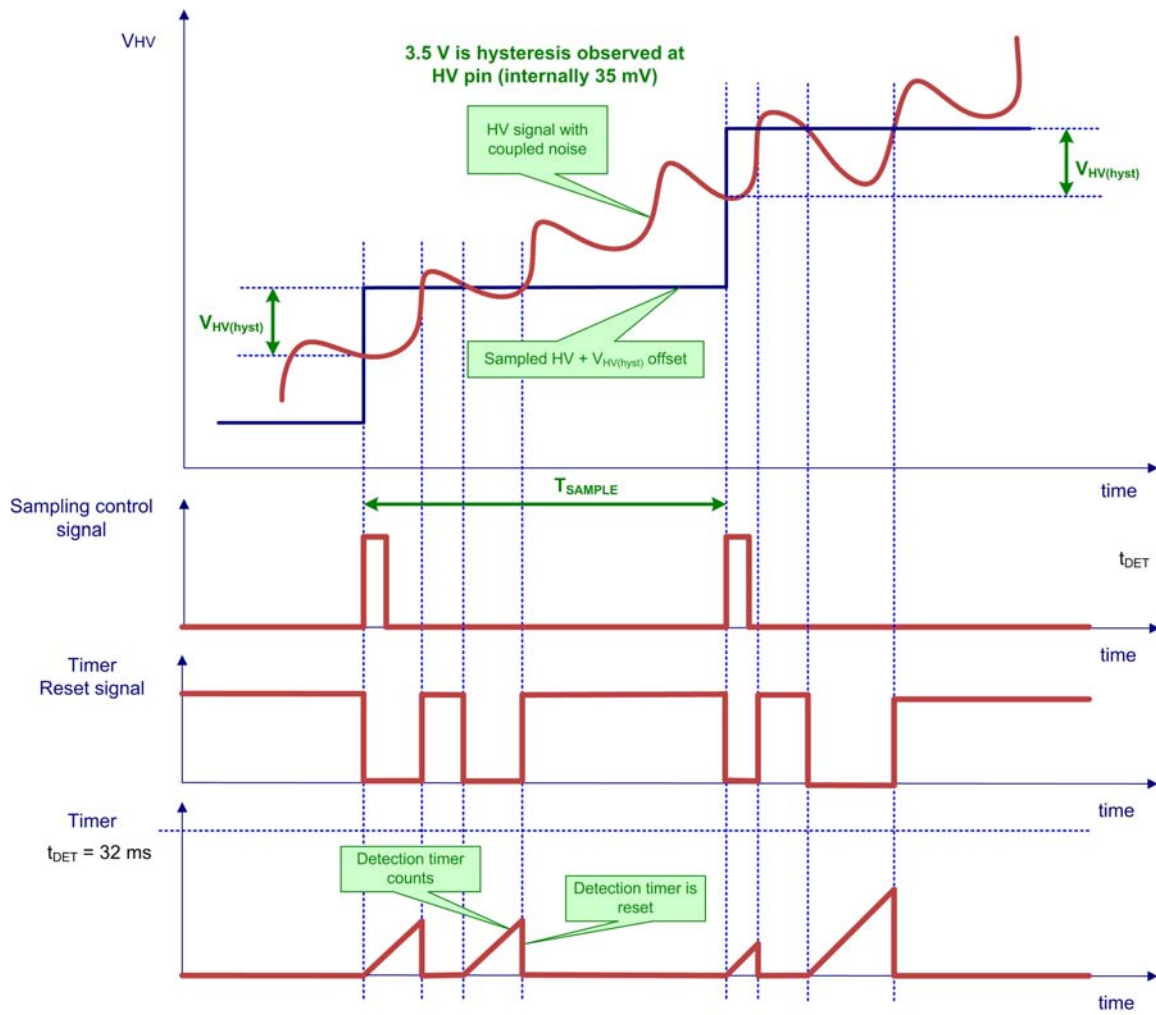 VHV
3.5 V is hysteresis observed at
HV pin (internally 35 mV)
HV signal with
coupled noise
VHV(hyst)
VHV(hyst)
Sampled HV + VHV(hyst) offset
time
TSAMPLE
Sampling control
signal
tDET
time
Timer
Reset signal
time
Timer
tDET = 32 ms
Detection timer
counts
Detection timer is
reset
time